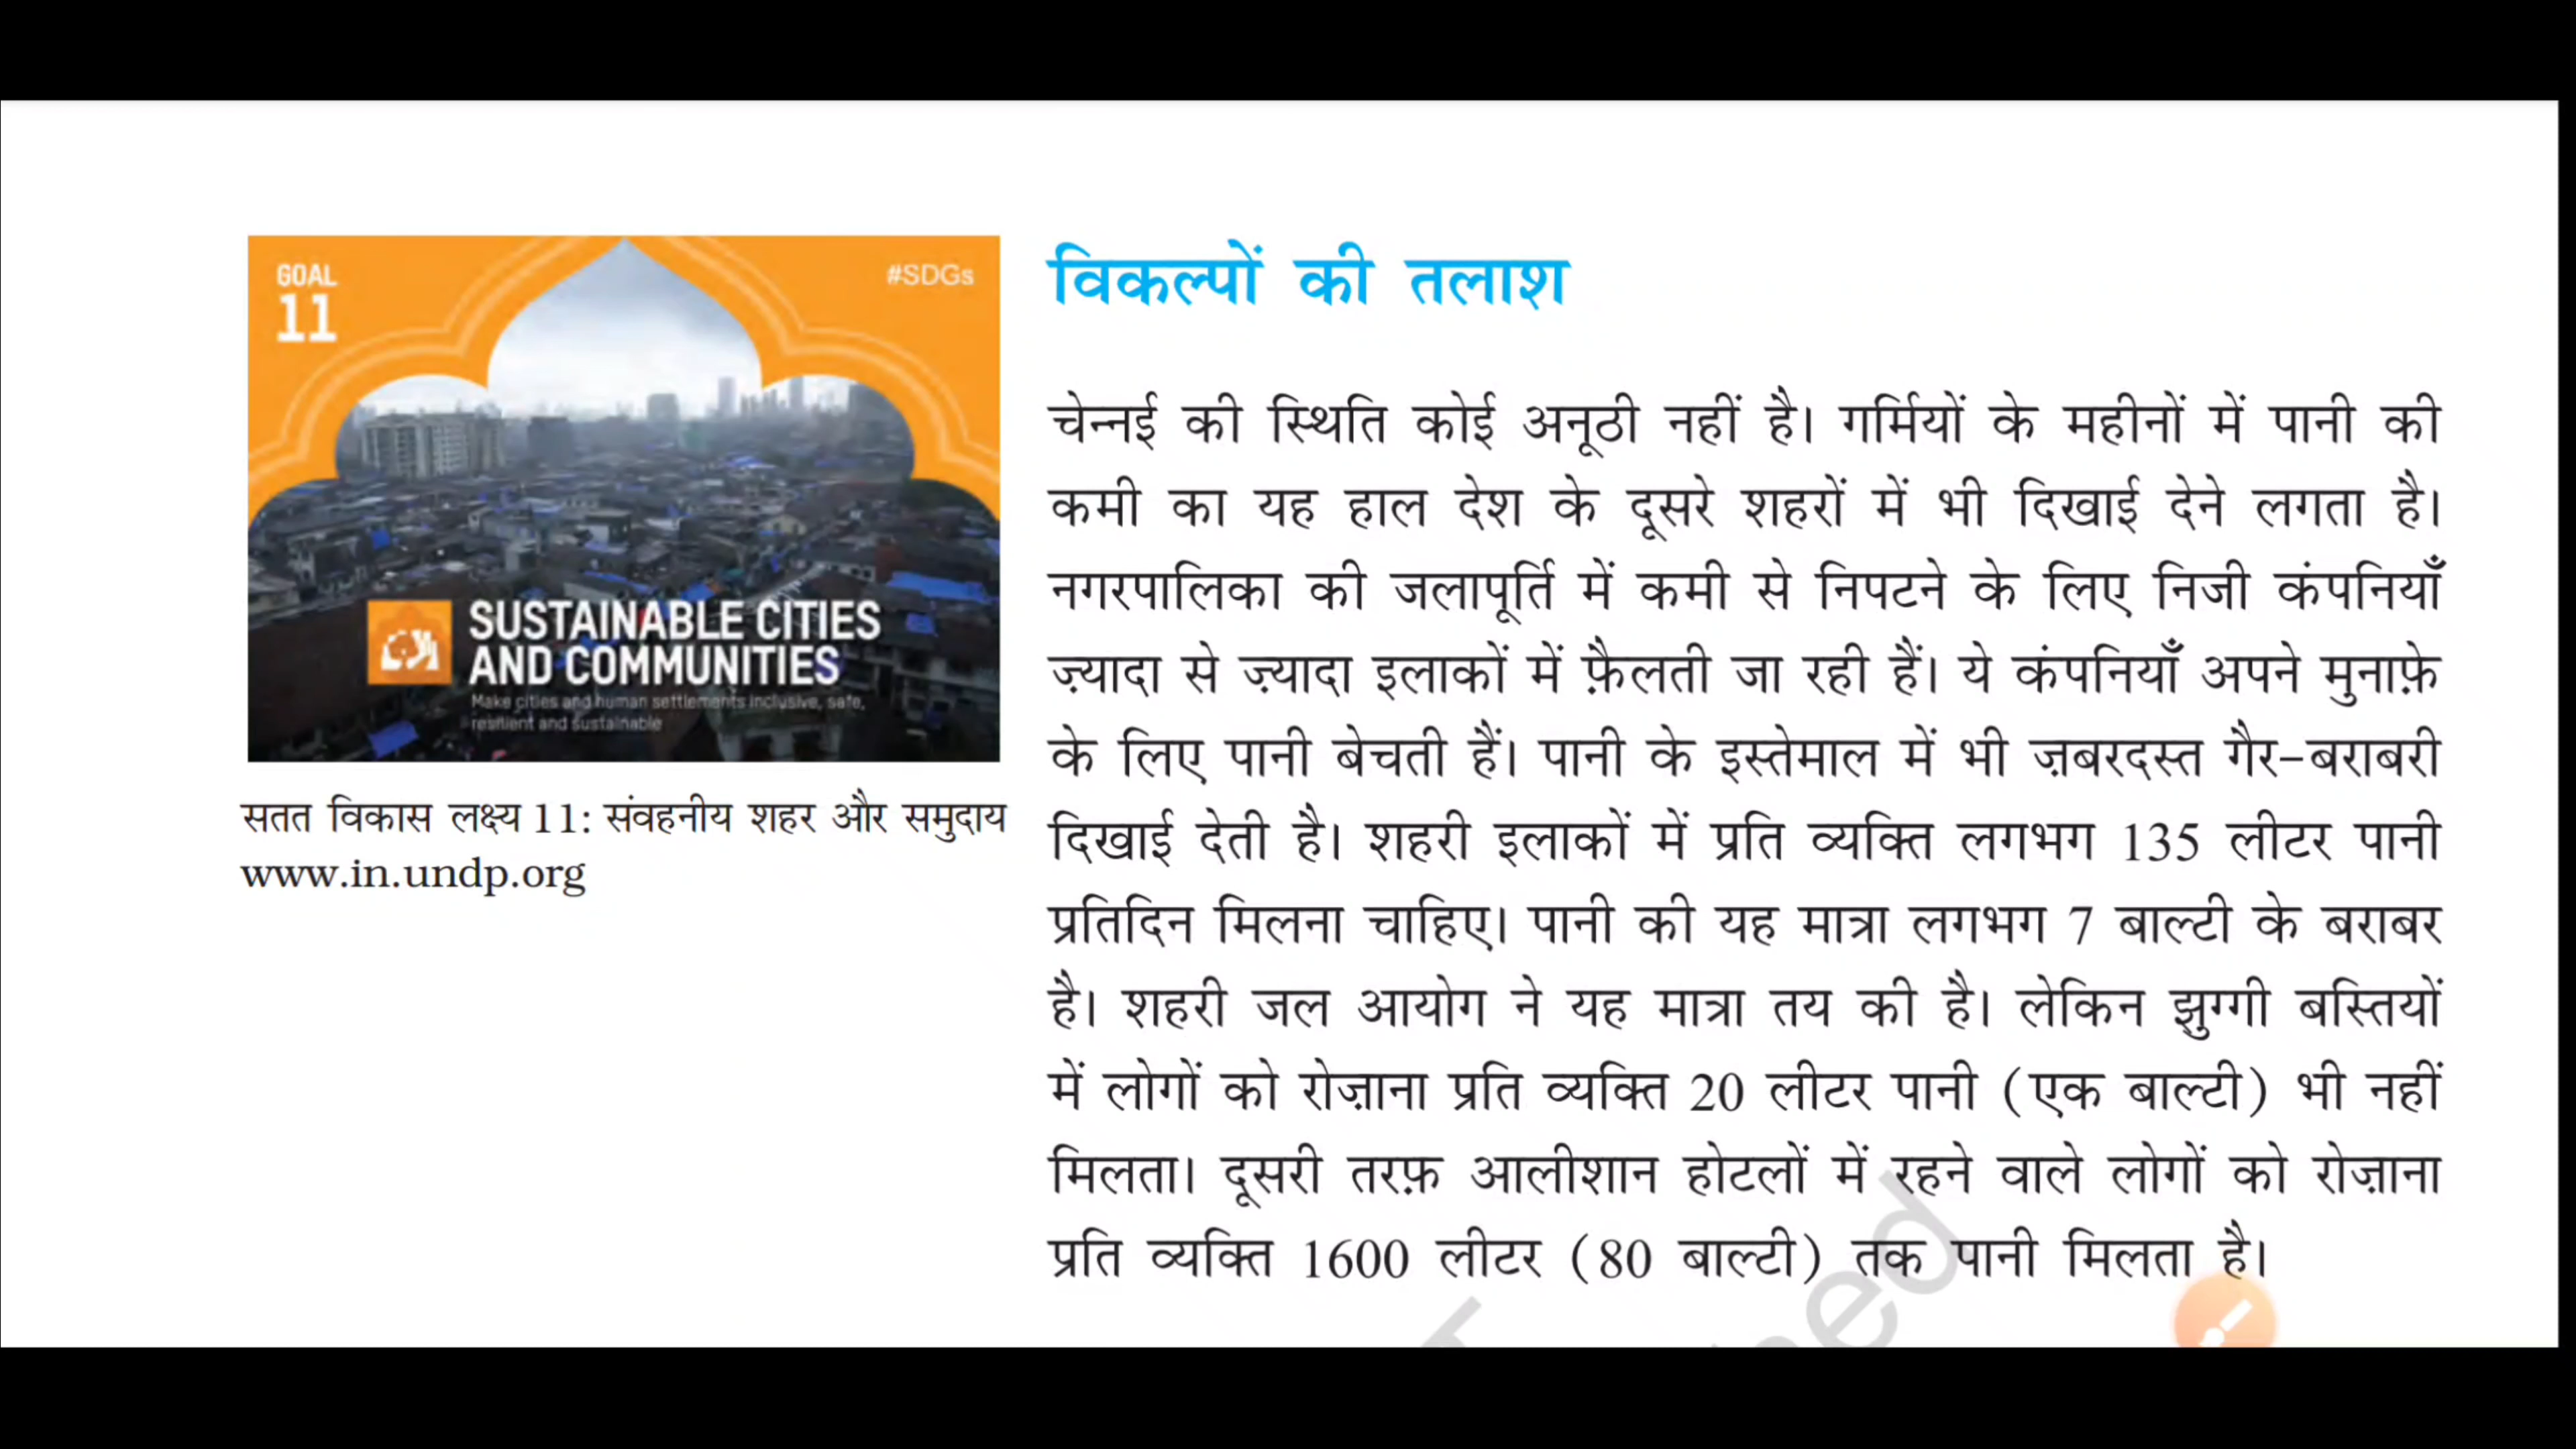 GOAL
11
#SDGs
SUSTAINABLE CITIES
AND COMMUNITIES
Make cities and human settlements inclusive, safe,
resilient and sustainable
सतत विकास लक्ष्य 11: संवहनीय शहर और समुदाय
www.in.undp.org
विकल्पों की तलाश
चेन्नई की स्थिति कोई अनूठी नहीं है। गर्मियों के महीनों में पानी की
कमी का यह हाल देश के दूसरे शहरों में भी दिखाई देने लगता है।
नगरपालिका की जलापूर्ति में कमी से निपटने के लिए निजी कंपनियाँ
ज़्यादा से ज़्यादा इलाकों में फ़ैलती जा रही हैं। ये कंपनियाँ अपने मुनाफ़े
के लिए पानी बेचती हैं। पानी के इस्तेमाल में भी ज़बरदस्त गैर-बराबरी
दिखाई देती है। शहरी इलाकों में प्रति व्यक्ति लगभग 135 लीटर पानी
प्रतिदिन मिलना चाहिए। पानी की यह मात्रा लगभग 7 बाल्टी के बराबर
है। शहरी जल आयोग ने यह मात्रा तय की है। लेकिन झुग्गी बस्तियों
में लोगों को रोज़ाना प्रति व्यक्ति 20 लीटर पानी (एक बाल्टी) भी नहीं
मिलता। दूसरी तरफ़ आलीशान होटलों में रहने वाले लोगों को रोज़ाना
प्रति व्यक्ति 1600 लीटर (80 बाल्टी) तक पानी मिलता है।